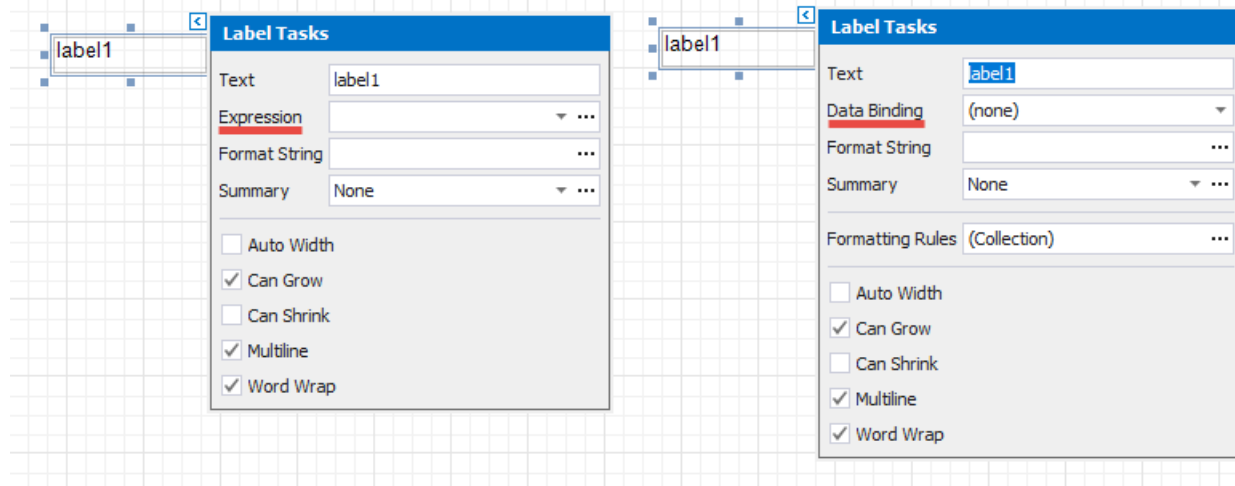 label1
Label Tasks
Text label1
Expression
Format String
Summary None
Auto Width
Can Grow
Can Shrink
Multiline
Word Wrap
label1
Label Tasks
Text label1
Data Binding (none)
Format String
Summary None
Formatting Rules (Collection)
Auto Width
Can Grow
Can Shrink
Multiline
Word Wrap